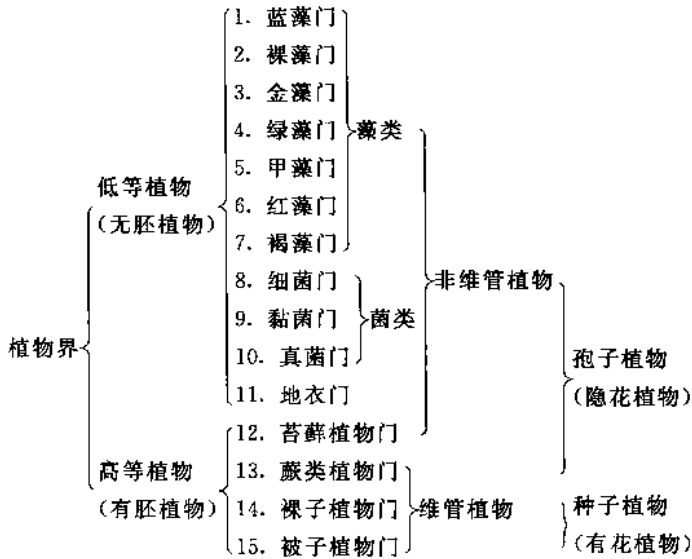 1. 蓝藻门
2. 裸藻门
3. 金藻门
4. 绿藻门 藻类
5. 甲藻门
低等植物
6. 红藻门
(无胚植物)
7. 褐藻门
8. 细菌门 非维管植物
9. 黏菌门 菌类
植物界
10. 真菌门 孢子植物
11. 地衣门 (隐花植物)
12. 苔藓植物门
高等植物 13. 蕨类植物门
(有胚植物) 14. 裸子植物门 维管植物 种子植物
15. 被子植物门 (有花植物)